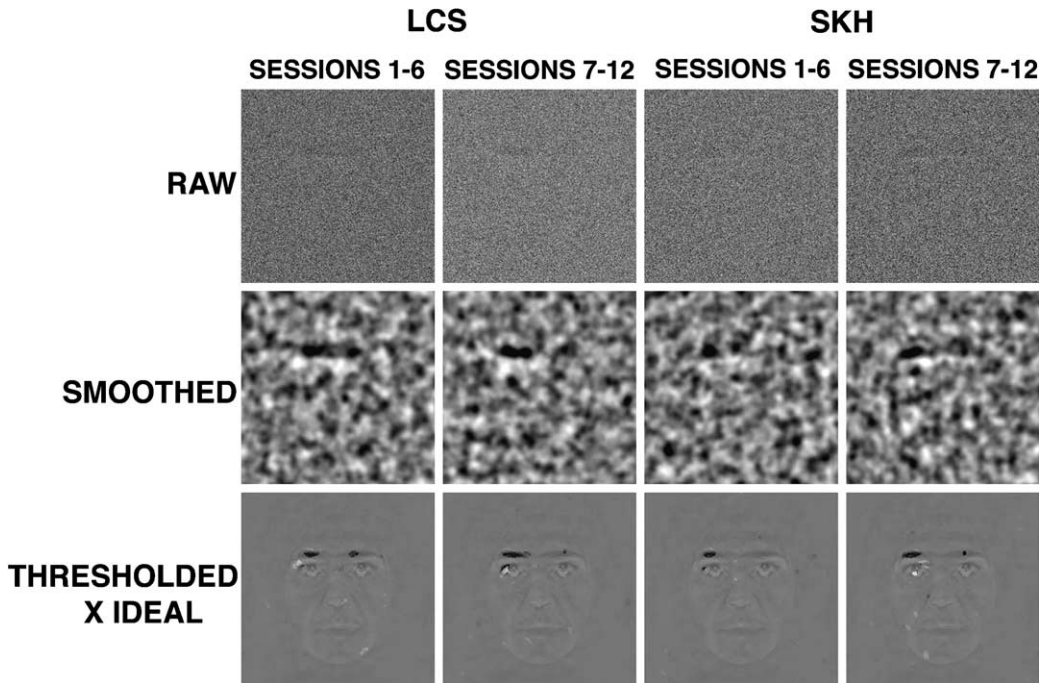 LCS SKH
SESSIONS 1-6 SESSIONS 7-12 SESSIONS 1-6 SESSIONS 7-12
RAW
SMOOTHED
THRESHOLDED
X IDEAL